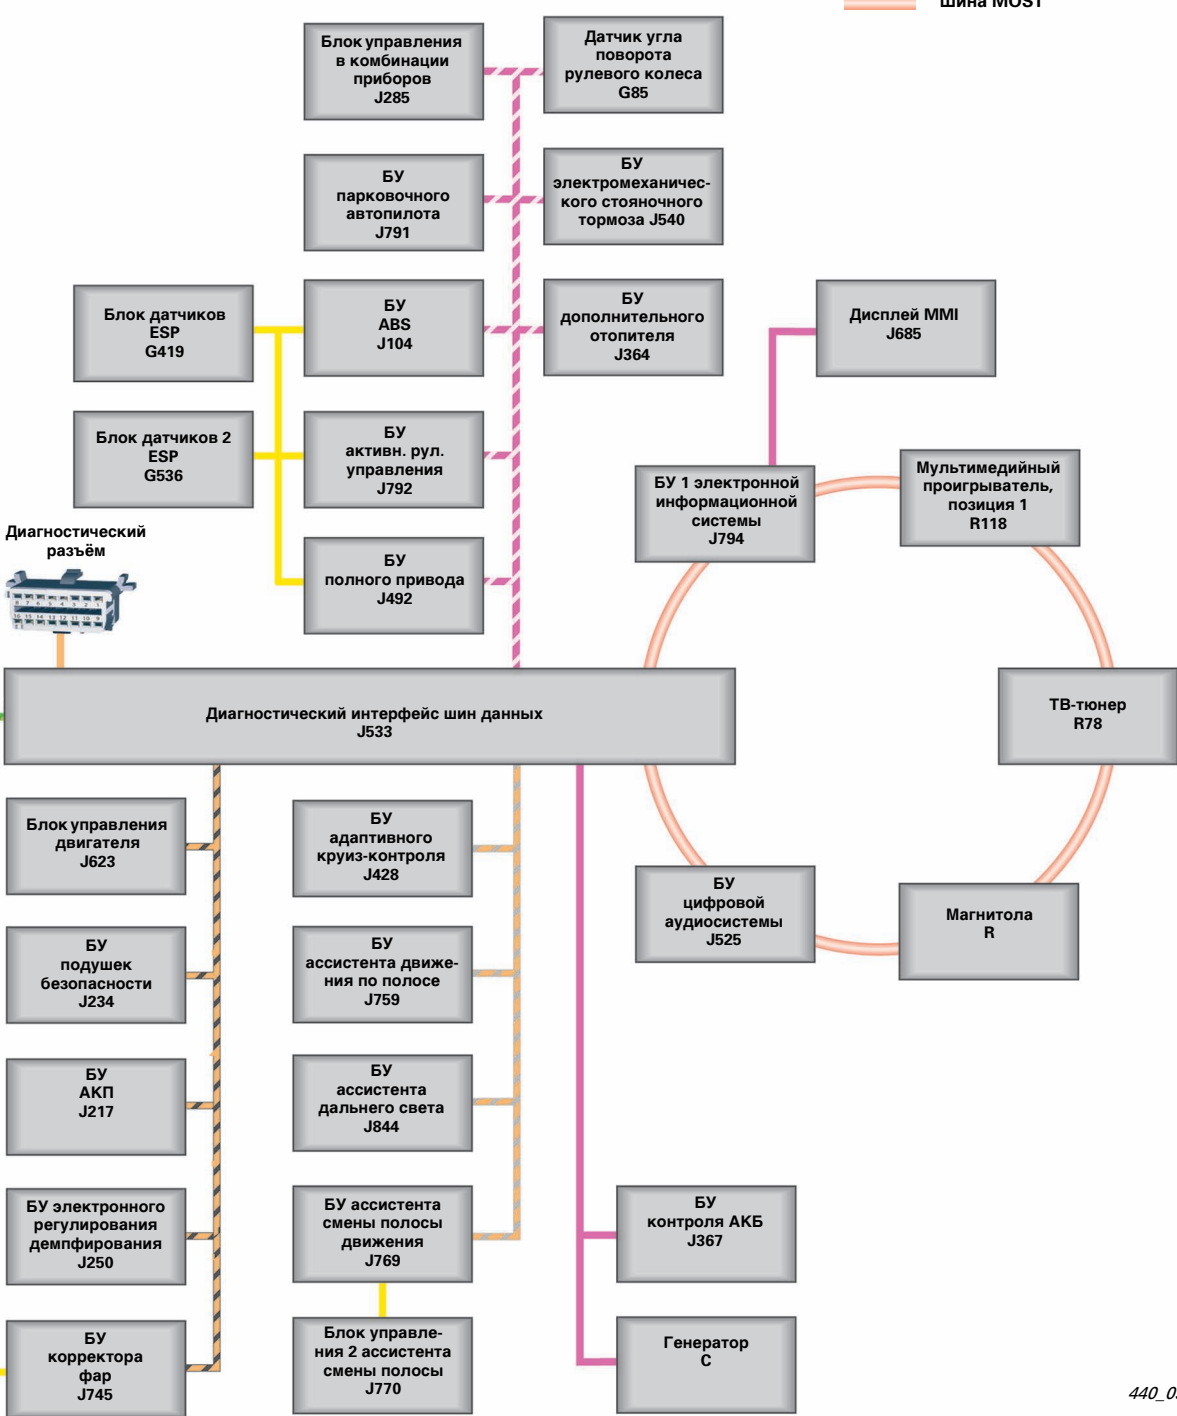 Шина MOST
Блок управления
в комбинации
приборов
J285
Датчик угла
поворота
рулевого колеса
G85
БУ
парковочного
автопилота
J791
БУ
электромеханичес-
кого стояночного
тормоза J540
Блок датчиков
ESP
G419
БУ
ABS
J104
БУ
дополнительного
отопителя
J364
Дисплей MMI
J685
Блок датчиков 2
ESP
G536
БУ
активн. рул.
управления
J792
БУ 1 электронной
информационной
системы
J794
Мультимедийный
проигрыватель,
позиция 1
R118
Диагностический
разъём
БУ
полного привода
J492
Диагностический интерфейс шин данных
J533
ТВ-тюнер
R78
Блок управления
двигателя
J623
БУ
адаптивного
круиз-контроля
J428
БУ
цифровой
аудиосистемы
J525
Магнитола
R
БУ
подушек
безопасности
J234
БУ
ассистента движе-
ния по полосе
J759
БУ
АКП
J217
БУ
ассистента
дальнего света
J844
БУ электронного
регулирования
демпфирования
J250
БУ ассистента
смены полосы
движения
J769
БУ
контроля АКБ
J367
БУ
корректора
фар
J745
Блок управле-
ния 2 ассистента
смены полосы
J770
Генератор
C